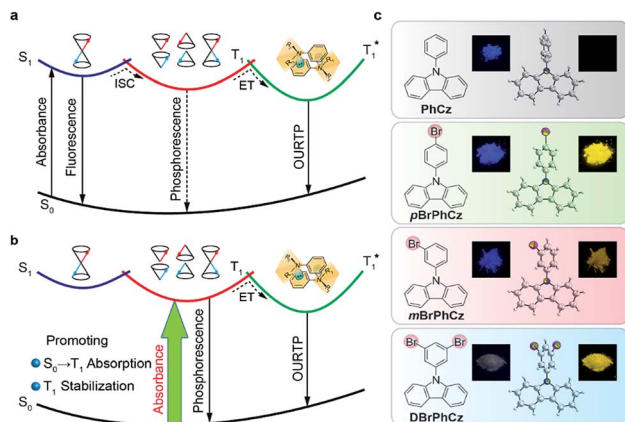 a
S1
T1
T1*
ISC
ET
Absorbance
Fluorescence
Phosphorescence
OURTP
S0
b
S1
T1
T1*
ET
Promoting
S0→T1 Absorption
T1 Stabilization
Absorbance
Phosphorescence
OURTP
S0
c
N
PhCz
Br
N
pBrPhCz
Br
N
mBrPhCz
Br Br
N
DBrPhCz